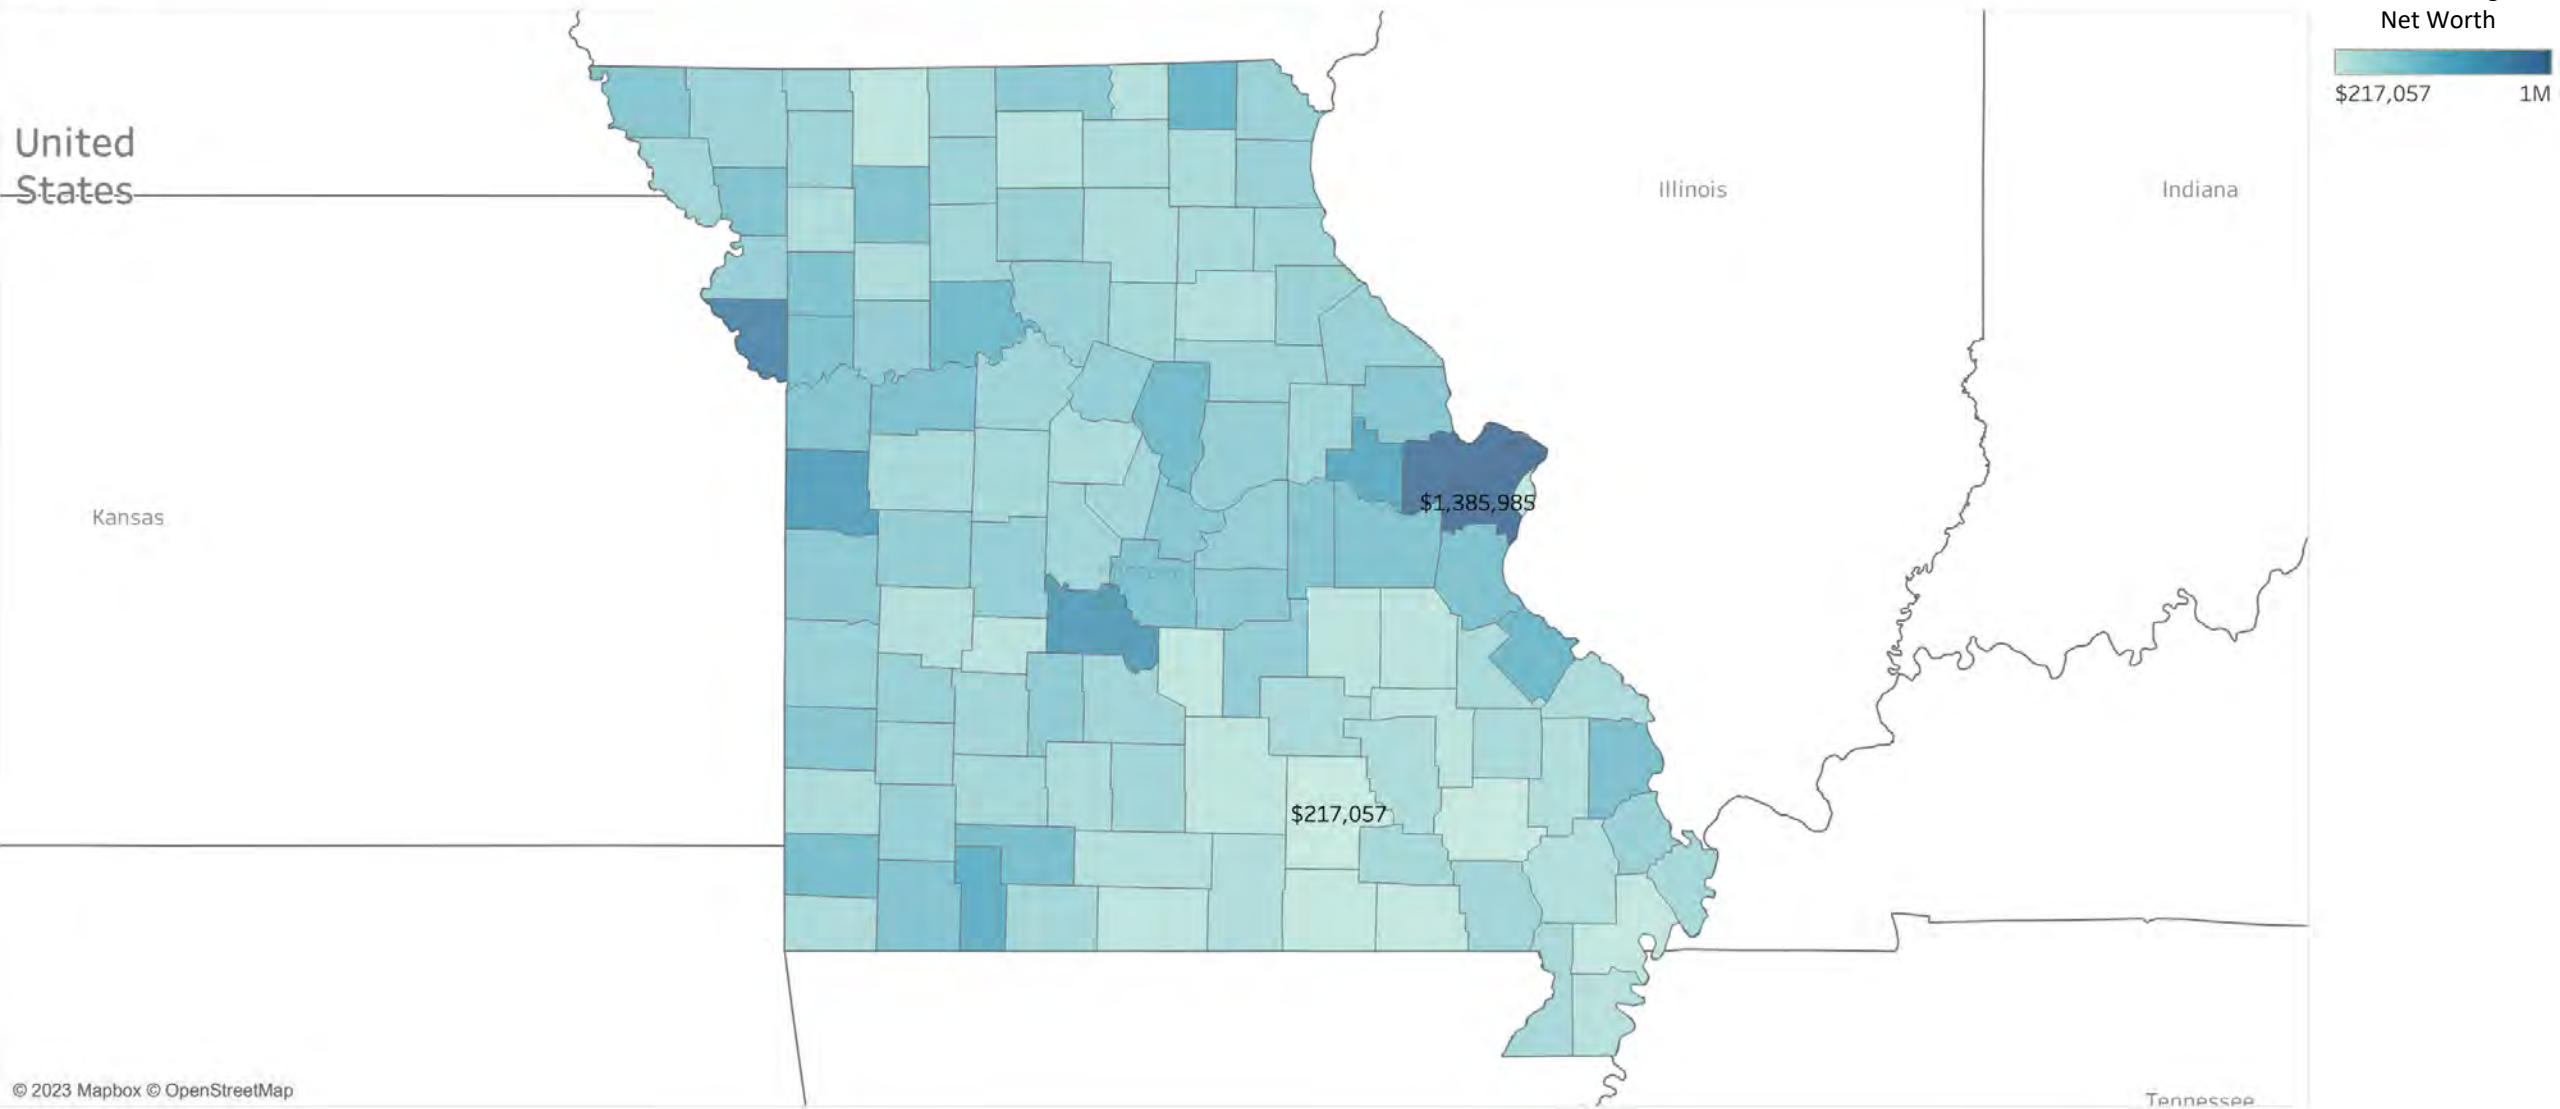 Net Worth
$217,057 1M
United
States
Illinois
Indiana
Kansas
$1,385,985
$217,057
© 2023 Mapbox © OpenStreetMap
Tennessee